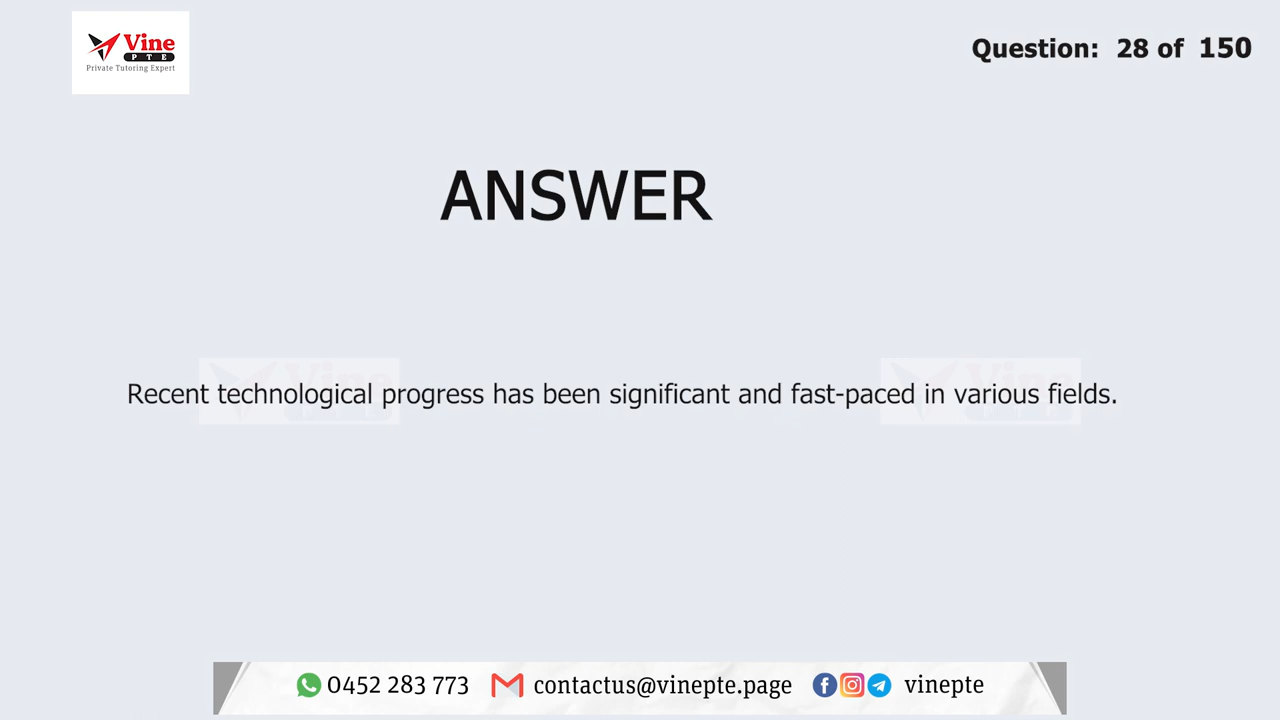 Vine
PTE
Private Tutoring Expert
Question: 28 of 150
ANSWER
Recent technological progress has been significant and fast-paced in various fields.
0452 283 773 contactus@vinepte.page vinepte